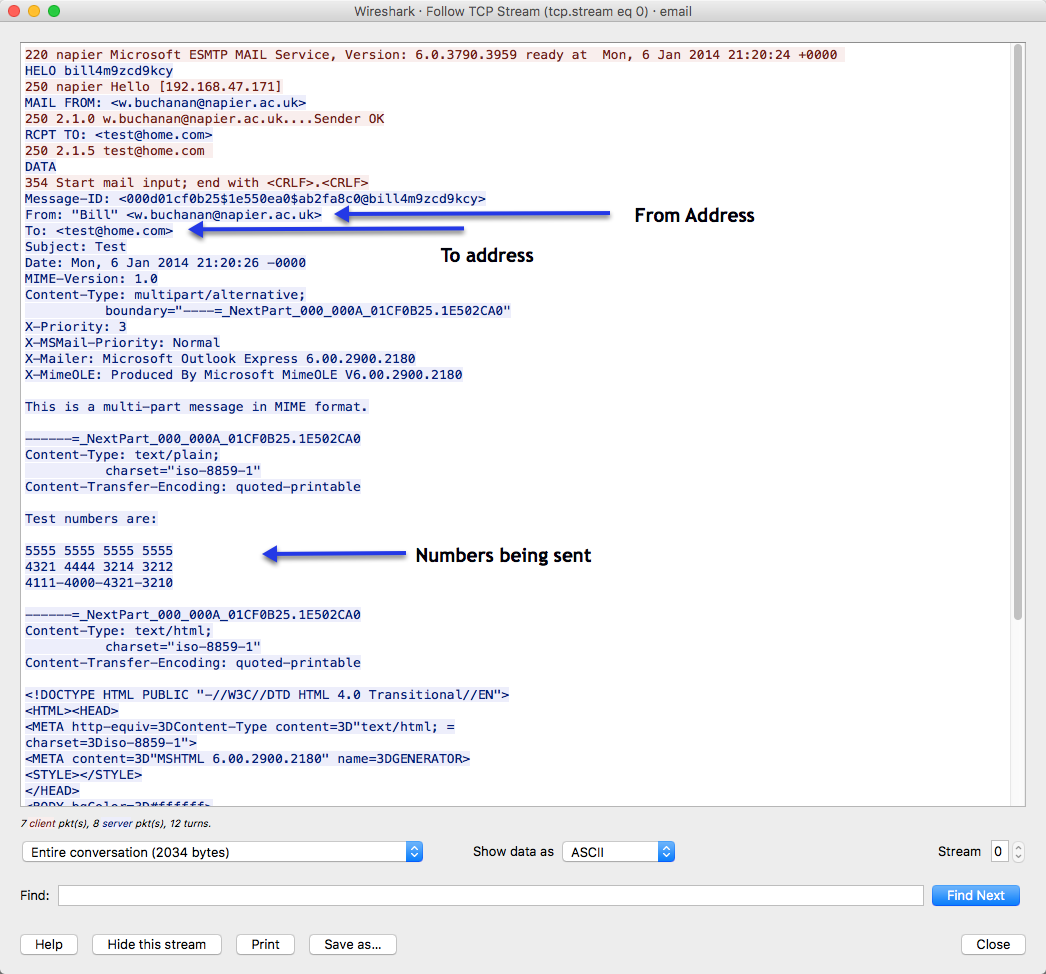 Wireshark · Follow TCP Stream (tcp.stream eq 0) · email
220 napier Microsoft ESMTP MAIL Service, Version: 6.0.3790.3959 ready at  Mon, 6 Jan 2014 21:20:24 +0000
HELO bill4m9zcd9kcy
250 napier Hello [192.168.47.171]
MAIL FROM: <w.buchanan@napier.ac.uk>
250 2.1.0 w.buchanan@napier.ac.uk....Sender OK
RCPT TO: <test@home.com>
250 2.1.5 test@home.com
DATA
354 Start mail input; end with <CRLF>.<CRLF>
Message-ID: <000d01cf0b25$1e550ea0$ab2fa8c0@bill4m9zcd9kcy>
From: "Bill" <w.buchanan@napier.ac.uk>
From Address
To: <test@home.com>
Subject: Test
To address
Date: Mon, 6 Jan 2014 21:20:26 -0000
MIME-Version: 1.0
Content-Type: multipart/alternative;
boundary="----=_NextPart_000_000A_01CF0B25.1E502CA0"
X-Priority: 3
X-MSMail-Priority: Normal
X-Mailer: Microsoft Outlook Express 6.00.2900.2180
X-MimeOLE: Produced By Microsoft MimeOLE V6.00.2900.2180
This is a multi-part message in MIME format.
------=_NextPart_000_000A_01CF0B25.1E502CA0
Content-Type: text/plain;
charset="iso-8859-1"
Content-Transfer-Encoding: quoted-printable
Test numbers are:
5555 5555 5555 5555
Numbers being sent
4321 4444 3214 3212
4111-4000-4321-3210
------=_NextPart_000_000A_01CF0B25.1E502CA0
Content-Type: text/html;
charset="iso-8859-1"
Content-Transfer-Encoding: quoted-printable
<!DOCTYPE HTML PUBLIC "-//W3C//DTD HTML 4.0 Transitional//EN">
<HTML><HEAD>
<META http-equiv=3DContent-Type content=3D"text/html; =
charset=3Diso-8859-1">
<META content=3D"MSHTML 6.00.2900.2180" name=3DGENERATOR>
<STYLE></STYLE>
</HEAD>
<BODY bgColor=3D#ffffff>
7 client pkt(s), 8 server pkt(s), 12 turns.
Entire conversation (2034 bytes)
Show data as
ASCII
Stream
0
Find:
Find Next
Help
Hide this stream
Print
Save as...
Close